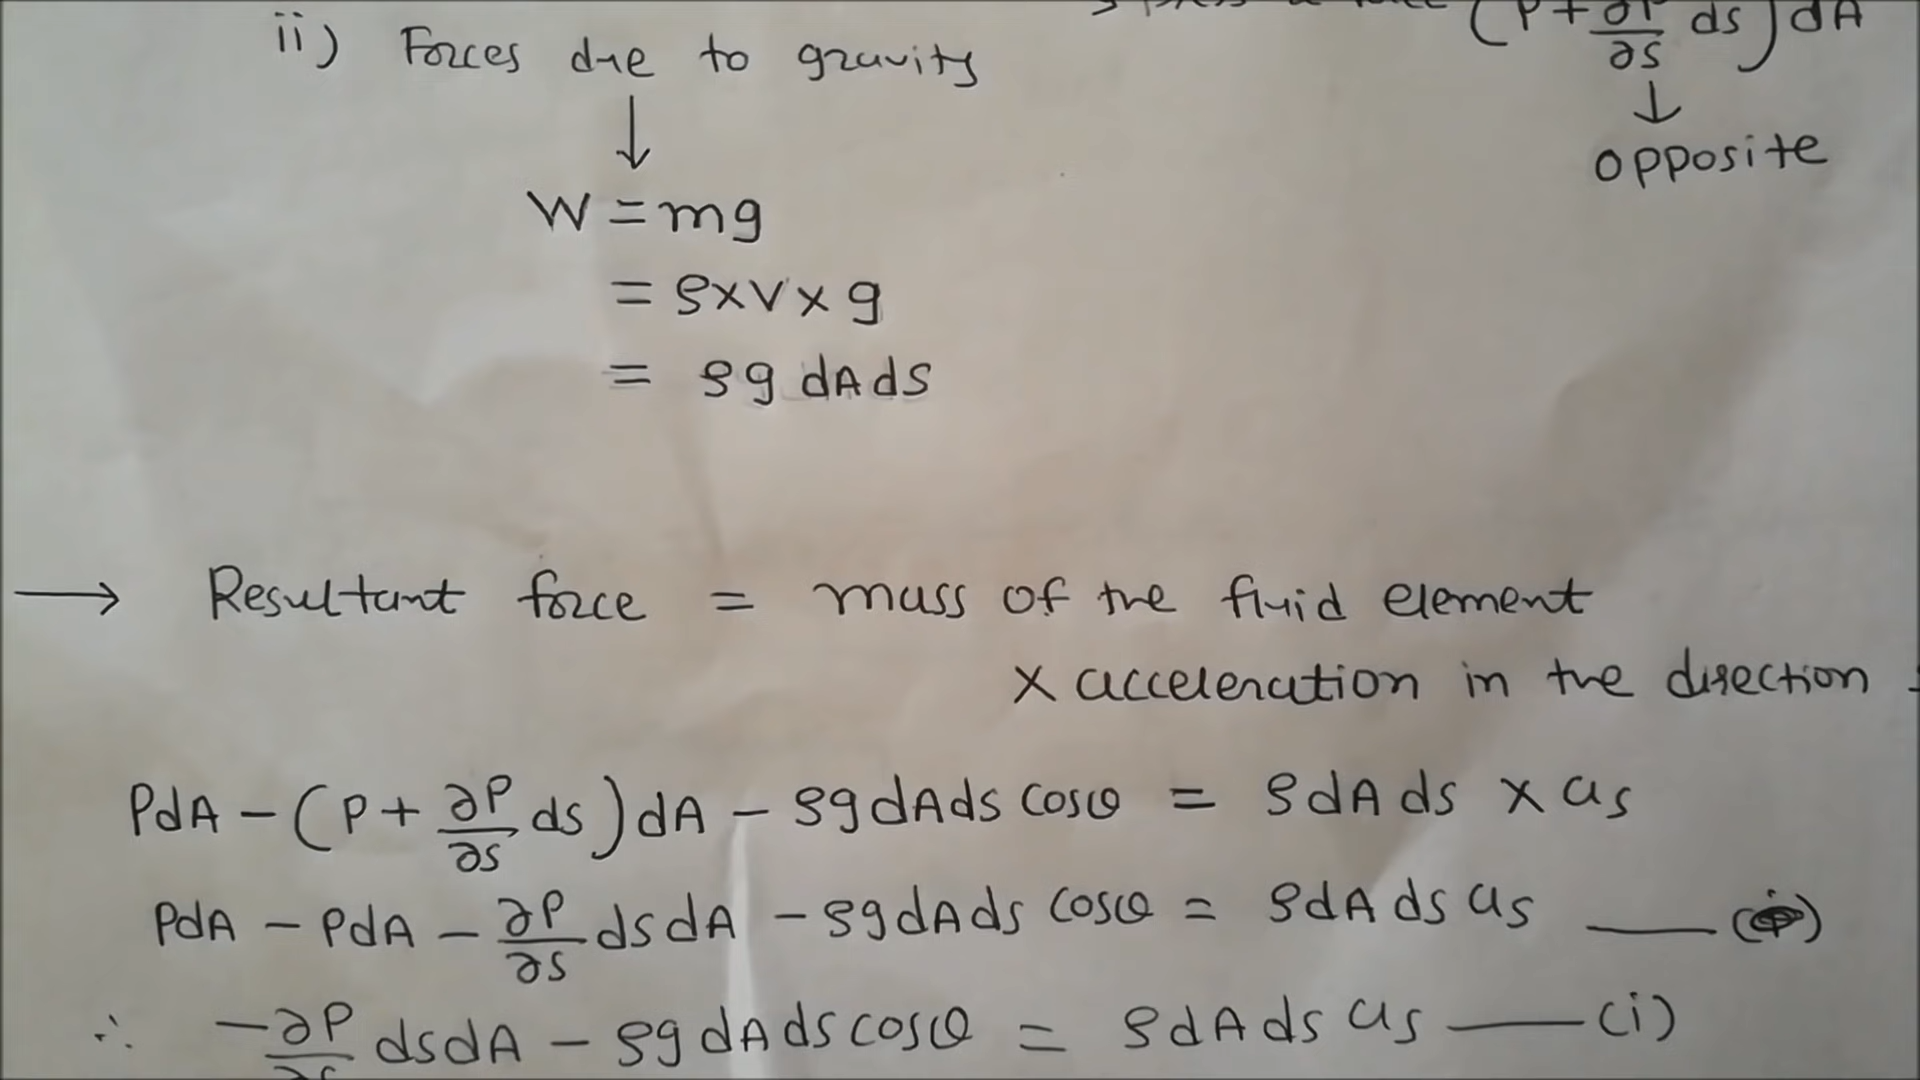 ii) Forces due to gravity
(P + ∂P/∂s ds) dA
↓
opposite
↓
W = mg
= ρ x V x g
= ρg dA ds
→ Resultant force = mass of the fluid element
x acceleration in the direction
PdA - (P + ∂P/∂s ds) dA - ρg dA ds cosθ = ρ dA ds x as
PdA - PdA - ∂P/∂s ds dA - ρg dA ds cosθ = ρ dA ds as
∴ -∂P/∂s ds dA - ρg dA ds cosθ = ρ dA ds as — (i)